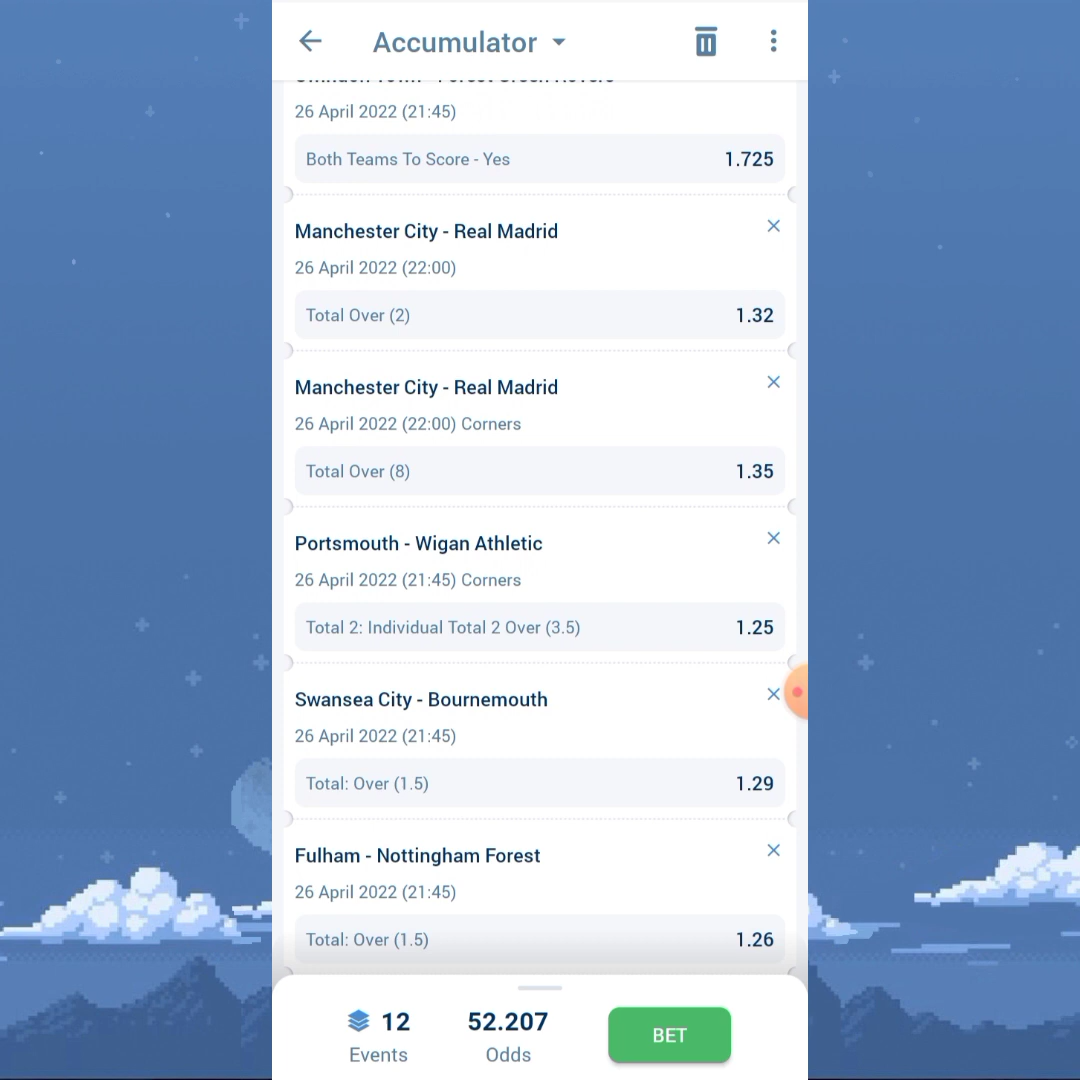 Accumulator
26 April 2022 (21:45)
Both Teams To Score - Yes 1.725
Manchester City - Real Madrid
26 April 2022 (22:00)
Total Over (2) 1.32
Manchester City - Real Madrid
26 April 2022 (22:00) Corners
Total Over (8) 1.35
Portsmouth - Wigan Athletic
26 April 2022 (21:45) Corners
Total 2: Individual Total 2 Over (3.5) 1.25
Swansea City - Bournemouth
26 April 2022 (21:45)
Total: Over (1.5) 1.29
Fulham - Nottingham Forest
26 April 2022 (21:45)
Total: Over (1.5) 1.26
12 52.207 BET
Events Odds